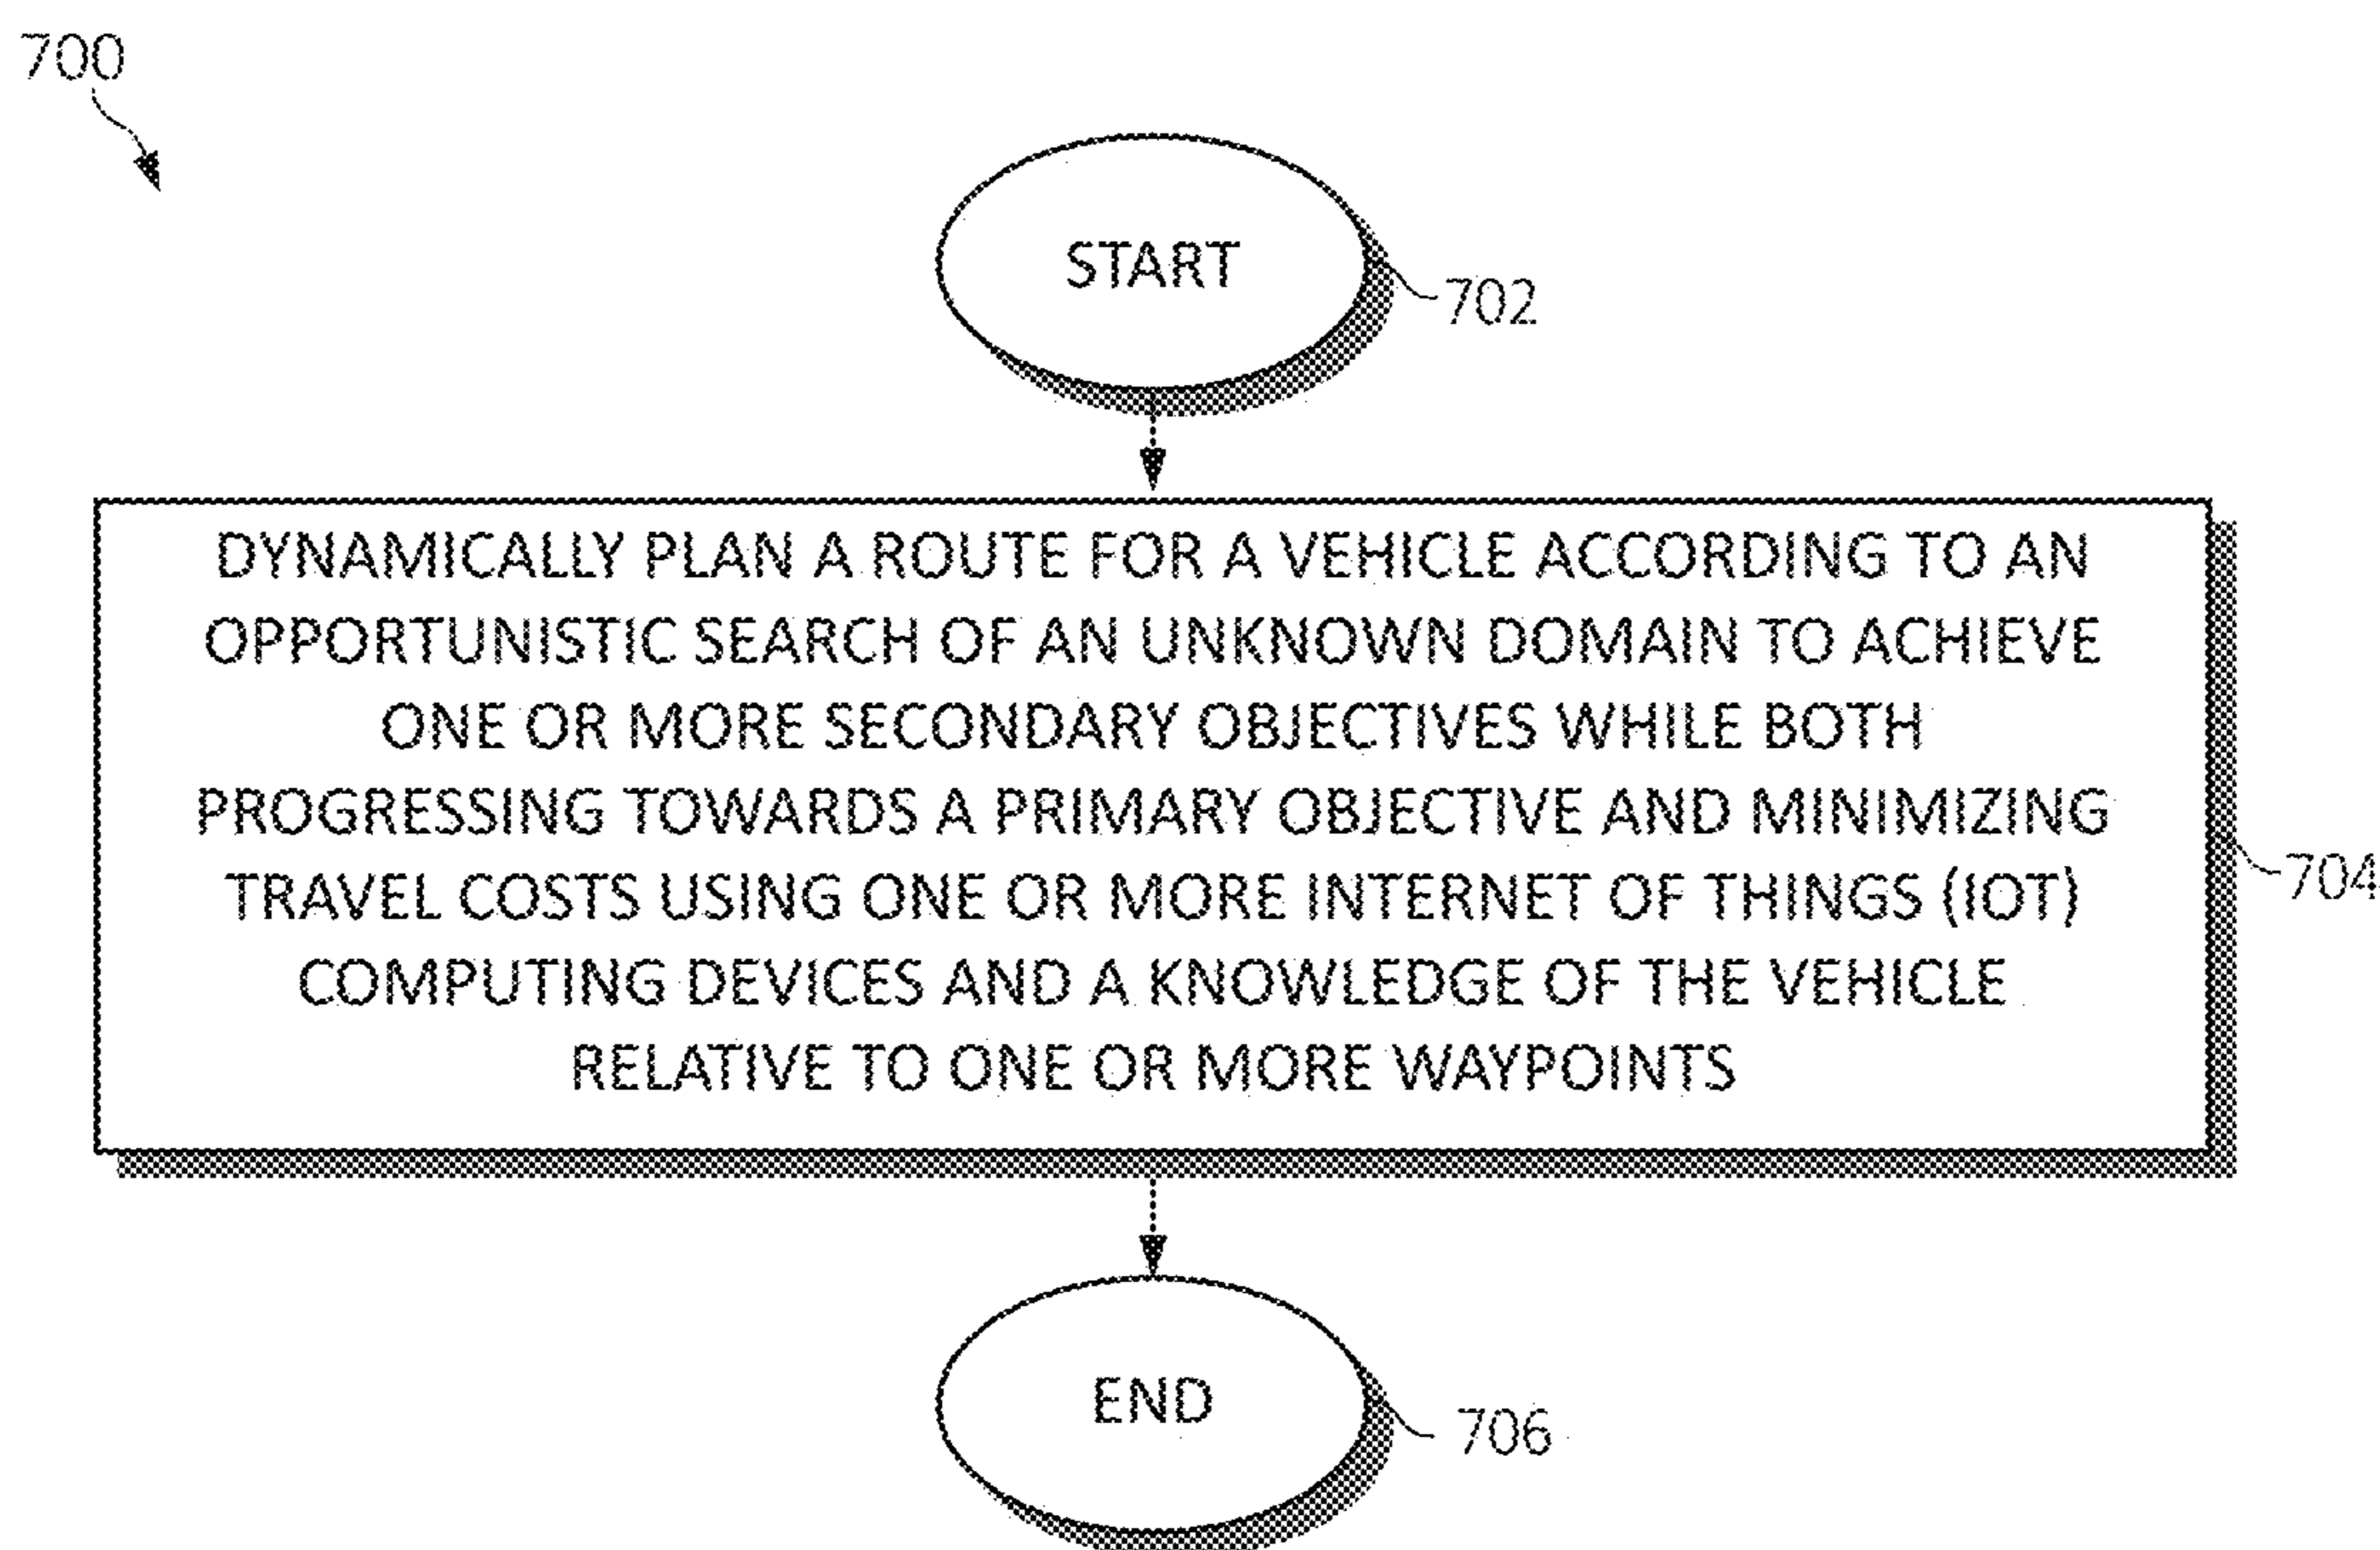 700
START
702
DYNAMICALLY PLAN A ROUTE FOR A VEHICLE ACCORDING TO AN
OPPORTUNISTIC SEARCH OF AN UNKNOWN DOMAIN TO ACHIEVE
ONE OR MORE SECONDARY OBJECTIVES WHILE BOTH
PROGRESSING TOWARDS A PRIMARY OBJECTIVE AND MINIMIZING
TRAVEL COSTS USING ONE OR MORE INTERNET OF THINGS (IOT)
COMPUTING DEVICES AND A KNOWLEDGE OF THE VEHICLE
RELATIVE TO ONE OR MORE WAYPOINTS
704
END
706